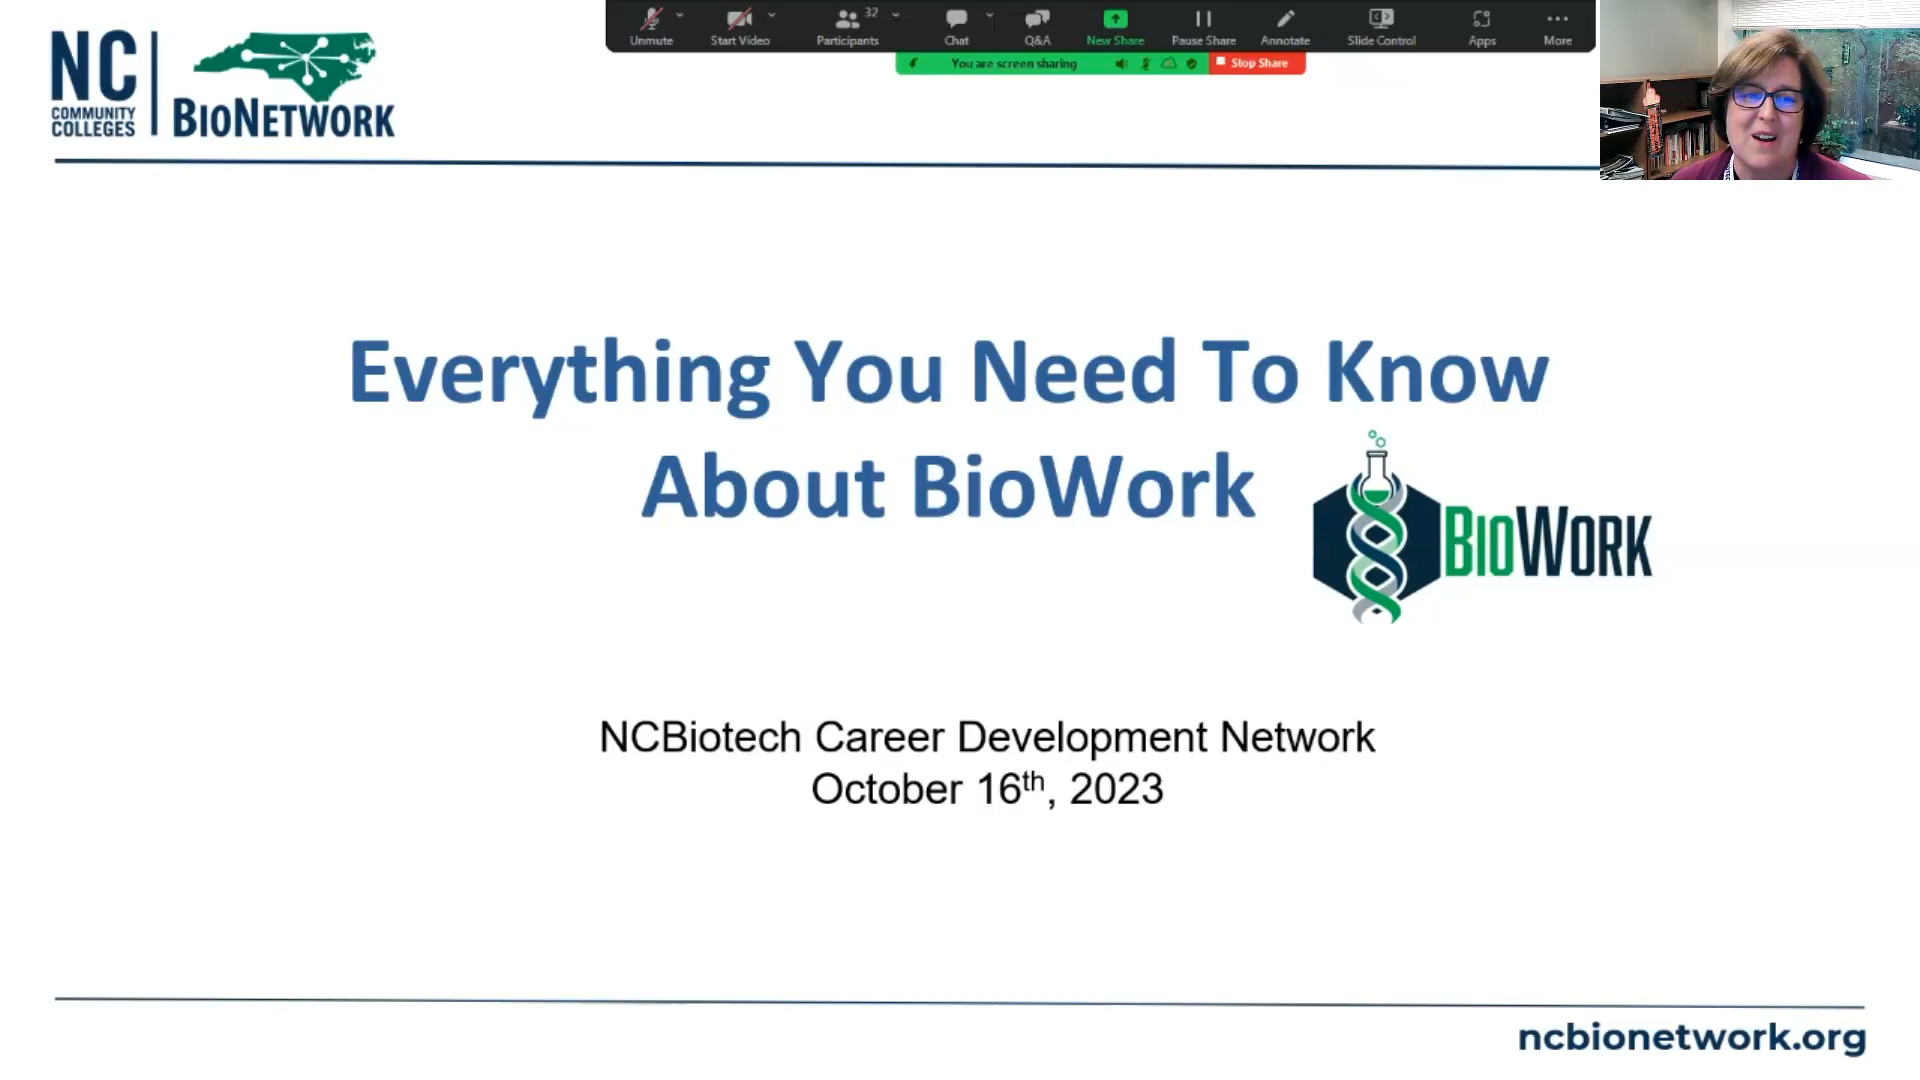 NC
COMMUNITY
COLLEGES
BIONETWORK
Unmute
Start Video
Participants
32
Chat
Q&A
New Share
Pause Share
Annotate
Slide Control
Apps
More
You are screen sharing
Stop Share
Everything You Need To Know
About BioWork
BIOWORK
NCBiotech Career Development Network
October 16th, 2023
ncbionetwork.org